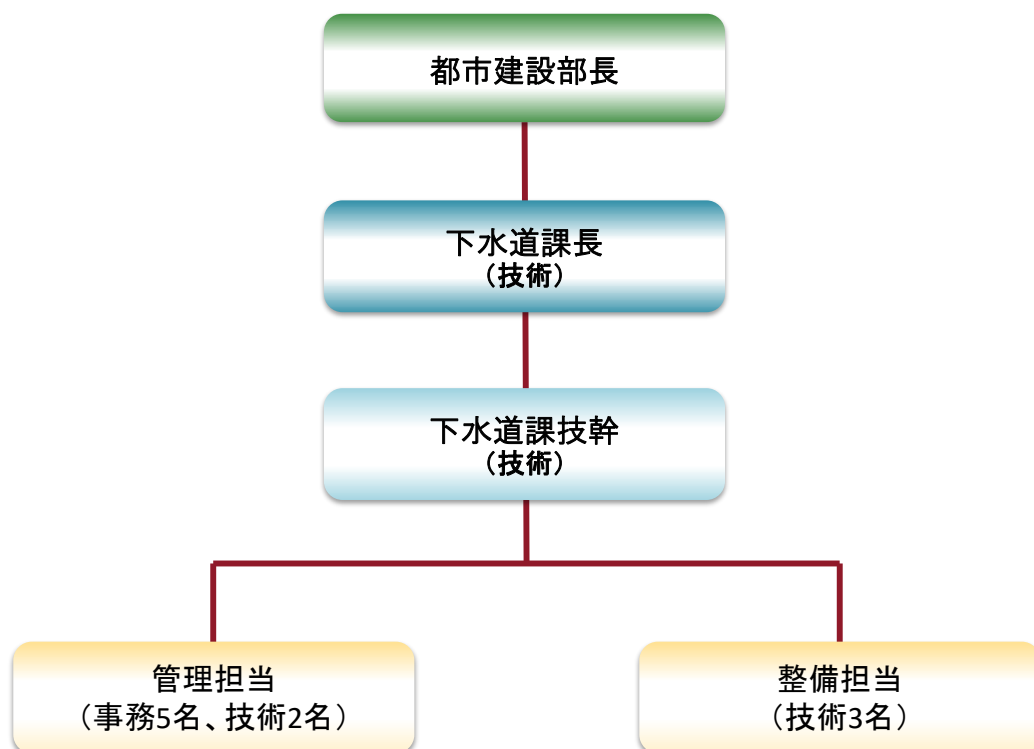 都市建設部長
下水道課長
（技術）
下水道課技幹
（技術）
管理担当
（事務5名、技術2名）
整備担当
（技術3名）